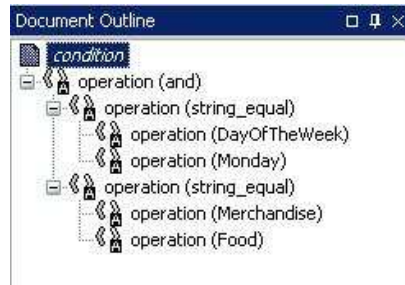 Document Outline
condition
operation (and)
operation (string_equal)
operation (DayOfTheWeek)
operation (Monday)
operation (string_equal)
operation (Merchandise)
operation (Food)